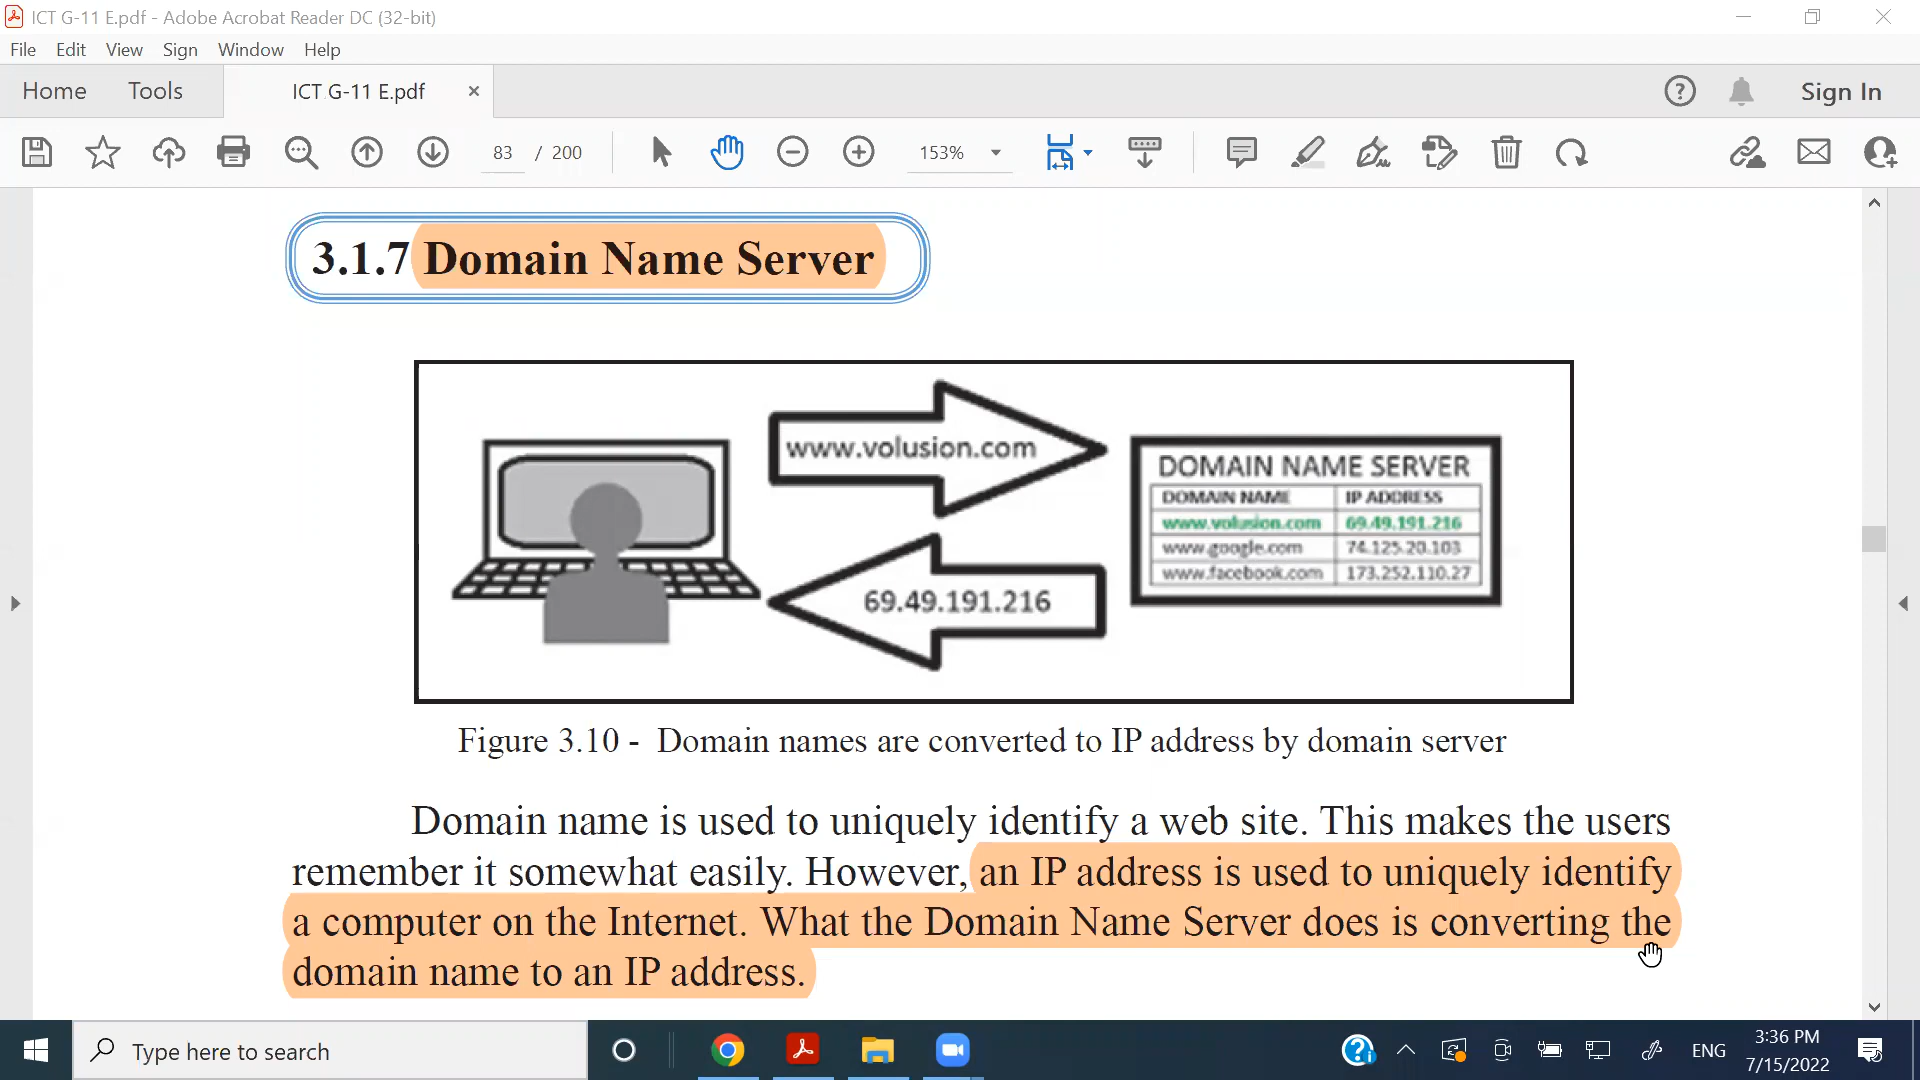 ICT G-11 E.pdf - Adobe Acrobat Reader DC (32-bit)
File Edit View Sign Window Help
Home Tools ICT G-11 E.pdf × ? Sign In
83 / 200 153%
3.1.7 Domain Name Server
www.volusion.com
DOMAIN NAME SERVER
DOMAIN NAME IP ADDRESS
www.volusion.com 69.49.191.216
www.google.com 74.125.20.103
www.facebook.com 173.252.110.27
69.49.191.216
Figure 3.10 - Domain names are converted to IP address by domain server
Domain name is used to uniquely identify a web site. This makes the users
remember it somewhat easily. However, an IP address is used to uniquely identify
a computer on the Internet. What the Domain Name Server does is converting the
domain name to an IP address.
Type here to search
ENG
3:36 PM
7/15/2022